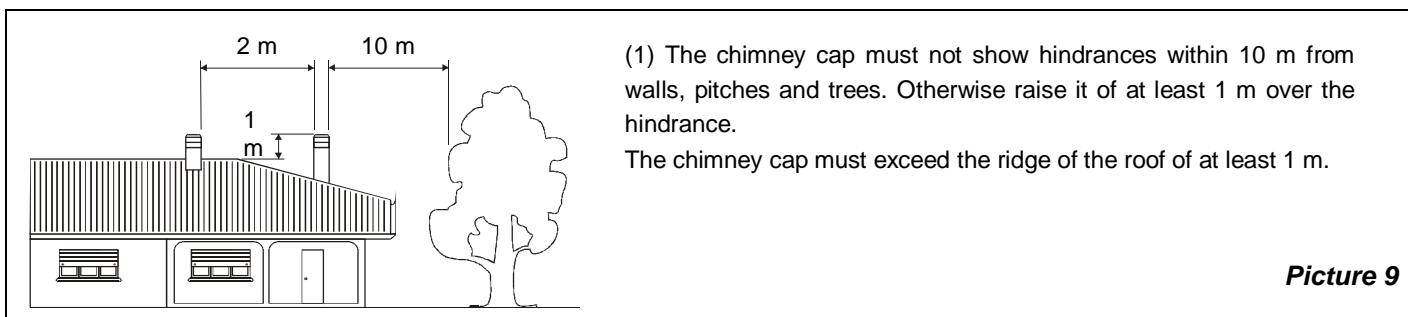 2 m
10 m
1
m
(1) The chimney cap must not show hindrances within 10 m from
walls, pitches and trees. Otherwise raise it of at least 1 m over the
hindrance.
The chimney cap must exceed the ridge of the roof of at least 1 m.
Picture 9